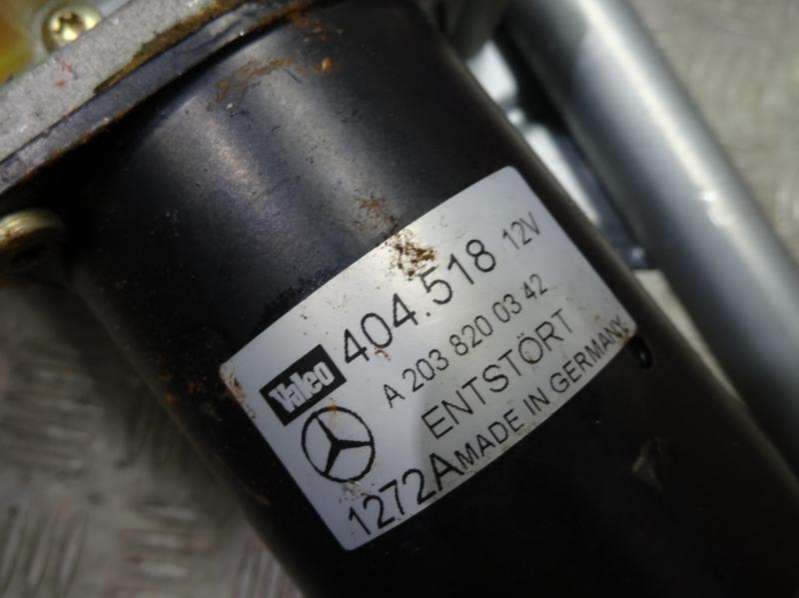 Valeo 404.518 12V
A 203 820 03 42
ENTSTÖRT
1272A MADE IN GERMANY